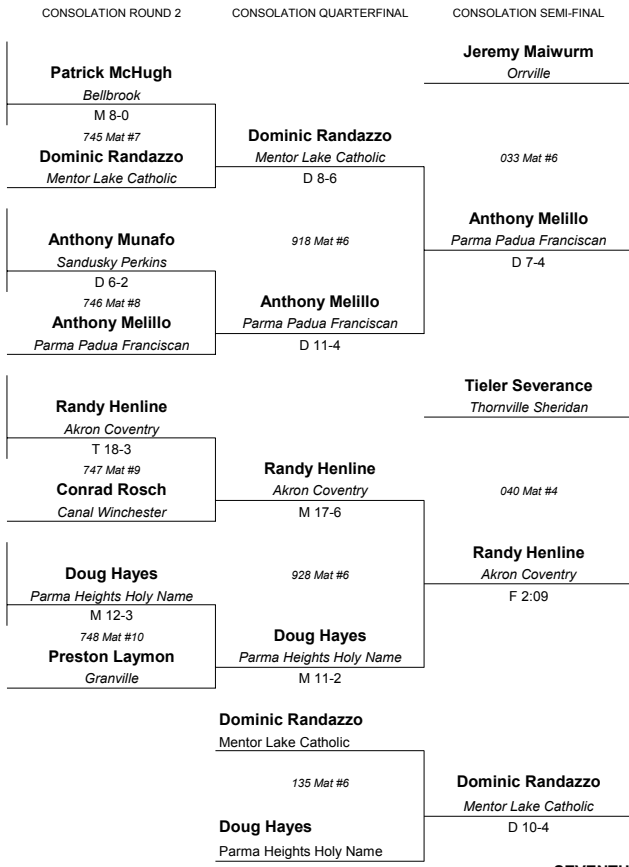 CONSOLATION ROUND 2
CONSOLATION QUARTERFINAL
CONSOLATION SEMI-FINAL
Jeremy Maiwurm
Orrville
Patrick McHugh
Bellbrook
M 8-0
745 Mat #7
Dominic Randazzo
Mentor Lake Catholic
Dominic Randazzo
Mentor Lake Catholic
D 8-6
033 Mat #6
Anthony Munafo
Sandusky Perkins
D 6-2
746 Mat #8
Anthony Melillo
Parma Padua Franciscan
918 Mat #6
Anthony Melillo
Parma Padua Franciscan
D 11-4
Anthony Melillo
Parma Padua Franciscan
D 7-4
Tieler Severance
Thornville Sheridan
Randy Henline
Akron Coventry
T 18-3
747 Mat #9
Conrad Rosch
Canal Winchester
Randy Henline
Akron Coventry
M 17-6
040 Mat #4
Doug Hayes
Parma Heights Holy Name
M 12-3
748 Mat #10
Preston Laymon
Granville
928 Mat #6
Doug Hayes
Parma Heights Holy Name
M 11-2
Randy Henline
Akron Coventry
F 2:09
Dominic Randazzo
Mentor Lake Catholic
135 Mat #6
Doug Hayes
Parma Heights Holy Name
Dominic Randazzo
Mentor Lake Catholic
D 10-4